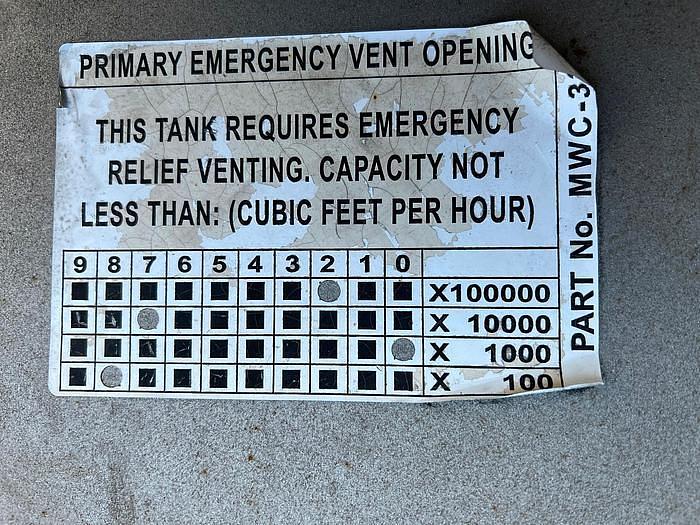 PRIMARY EMERGENCY VENT OPENING
THIS TANK REQUIRES EMERGENCY
RELIEF VENTING. CAPACITY NOT
LESS THAN: (CUBIC FEET PER HOUR)
9 8 7 6 5 4 3 2 1 0
X100000
X 10000
X 1000
X 100
PART No. MWC-3